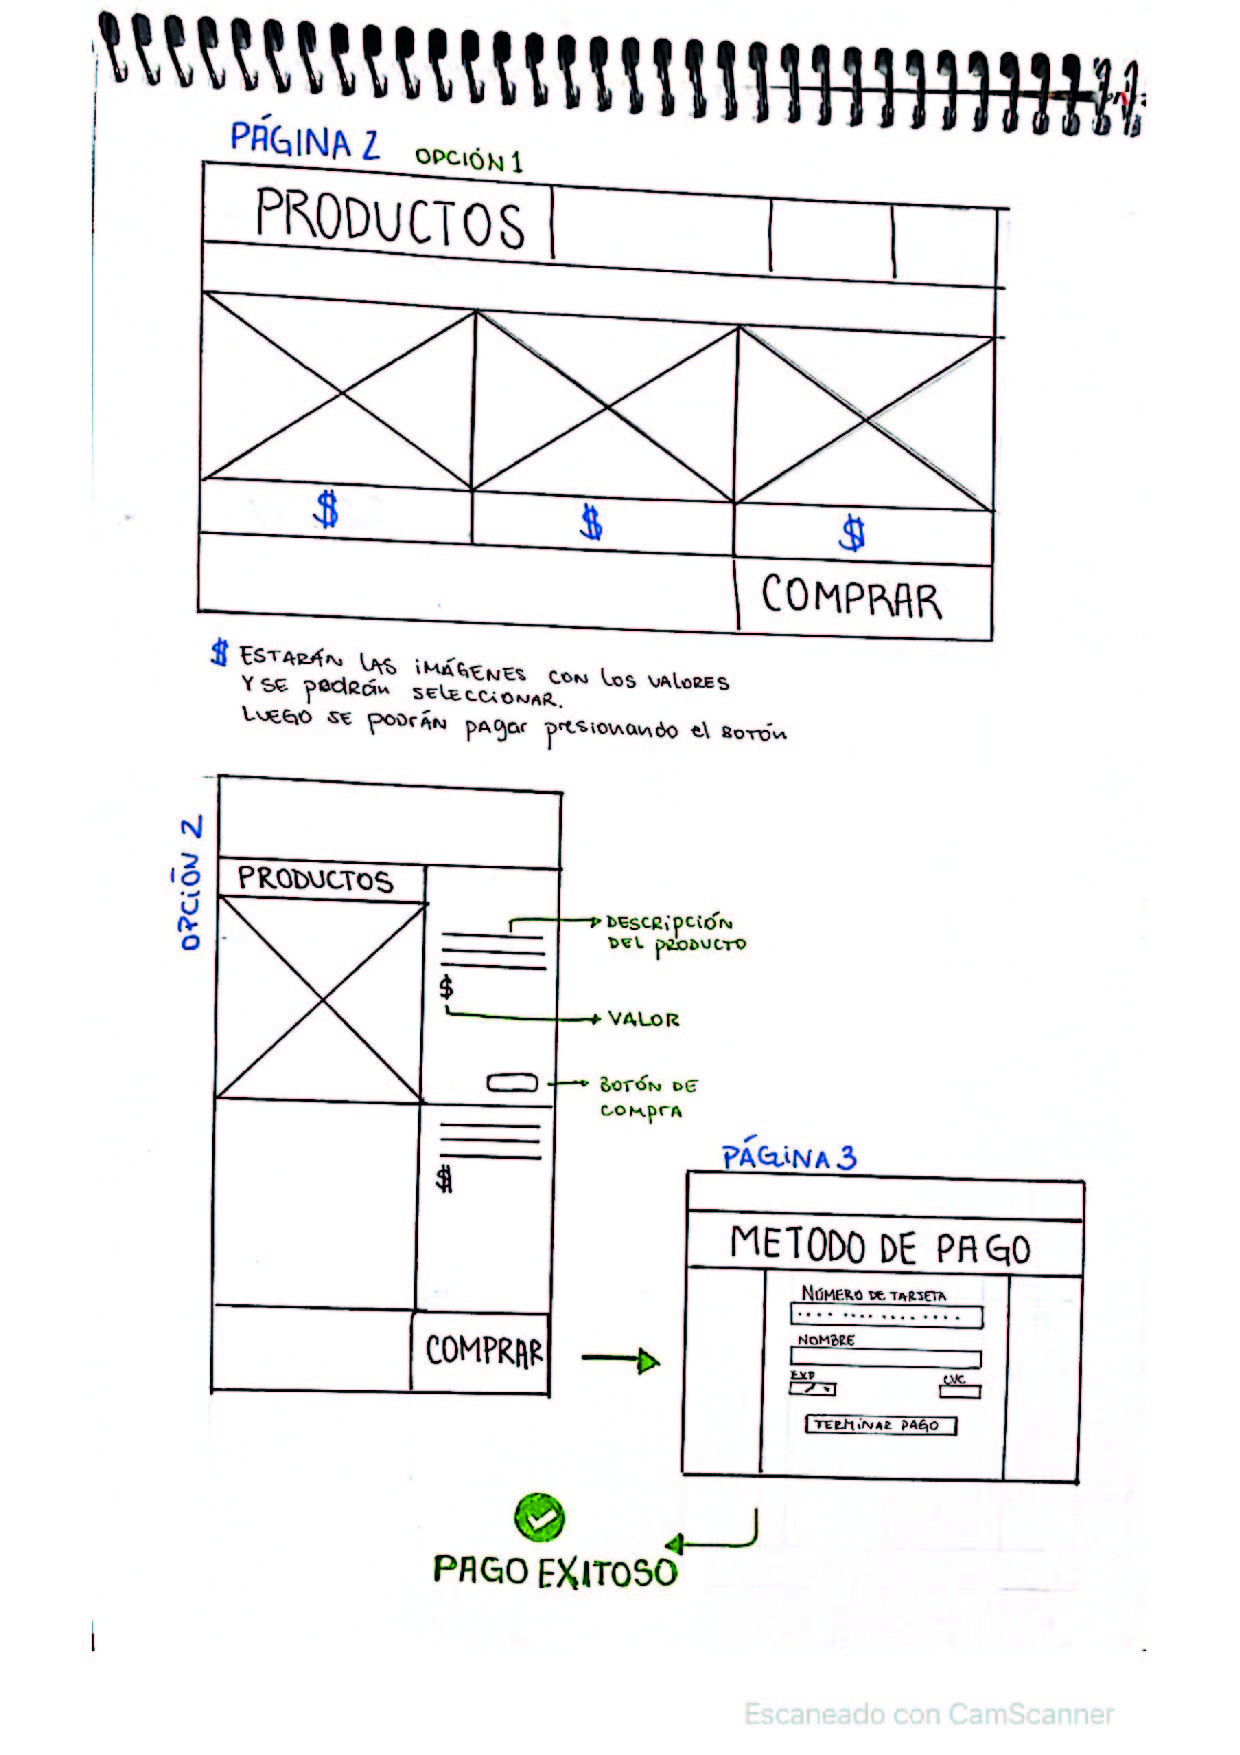 PÁGINA 2 OPCIÓN 1
PRODUCTOS
$ $ $
COMPRAR
$ ESTARÁN LAS IMÁGENES CON LOS VALORES
Y SE PODRÁN SELECCIONAR.
LUEGO SE PODRÁN PAGAR PRESIONANDO EL BOTÓN
OPCIÓN 2
PRODUCTOS
DESCRIPCIÓN
DEL PRODUCTO
$
VALOR
BOTÓN DE
COMPRA
$
COMPRAR
PÁGINA 3
METODO DE PAGO
NÚMERO DE TARJETA
NOMBRE
EXP CVC
TERMINAR PAGO
PAGO EXITOSO
Escaneado con CamScanner